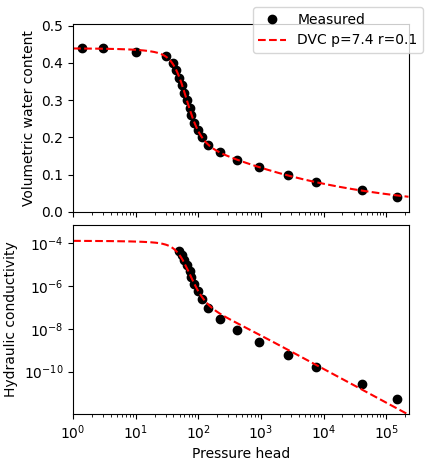 Measured
DVC p=7.4 r=0.1
Volumetric water content
0.5
0.4
0.3
0.2
0.1
0.0
Hydraulic conductivity
10⁻⁴
10⁻⁶
10⁻⁸
10⁻¹⁰
10⁰ 10¹ 10² 10³ 10⁴ 10⁵
Pressure head